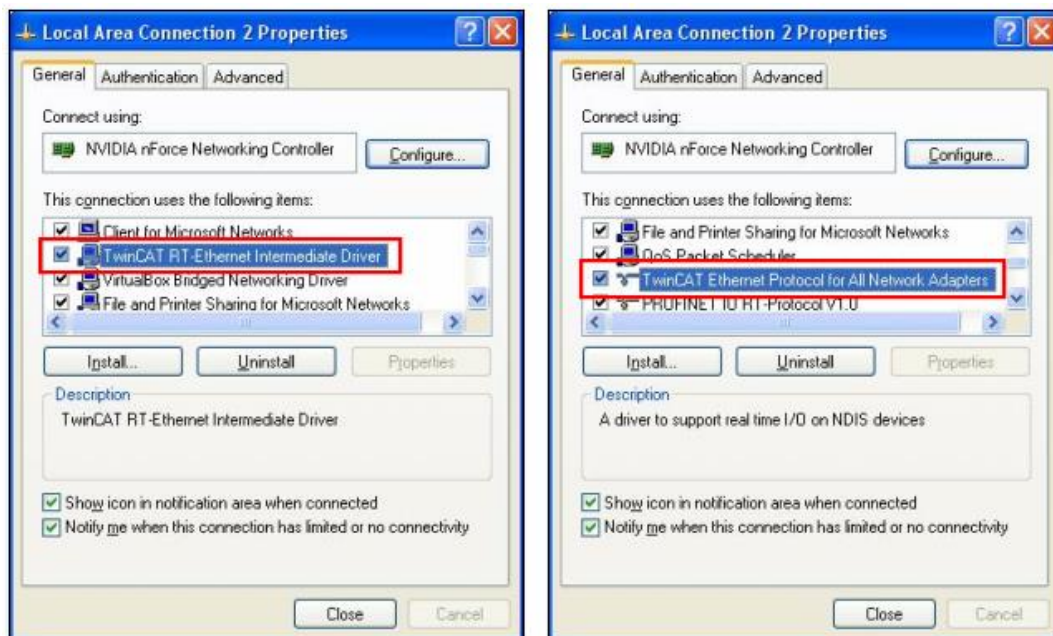 Local Area Connection 2 Properties
General Authentication Advanced
Connect using:
NVIDIA nForce Networking Controller
Configure...
This connection uses the following items:
Client for Microsoft Networks
TwinCAT RT-Ethernet Intermediate Driver
VirtualBox Bridged Networking Driver
File and Printer Sharing for Microsoft Networks
Install... Uninstall Properties
Description
TwinCAT RT-Ethernet Intermediate Driver
Show icon in notification area when connected
Notify me when this connection has limited or no connectivity
Close Cancel
Local Area Connection 2 Properties
General Authentication Advanced
Connect using:
NVIDIA nForce Networking Controller
Configure...
This connection uses the following items:
File and Printer Sharing for Microsoft Networks
QoS Packet Scheduler
TwinCAT Ethernet Protocol for All Network Adapters
PROFINET IO RT-Protocol V1.0
Install... Uninstall Properties
Description
A driver to support real time I/O on NDIS devices
Show icon in notification area when connected
Notify me when this connection has limited or no connectivity
Close Cancel